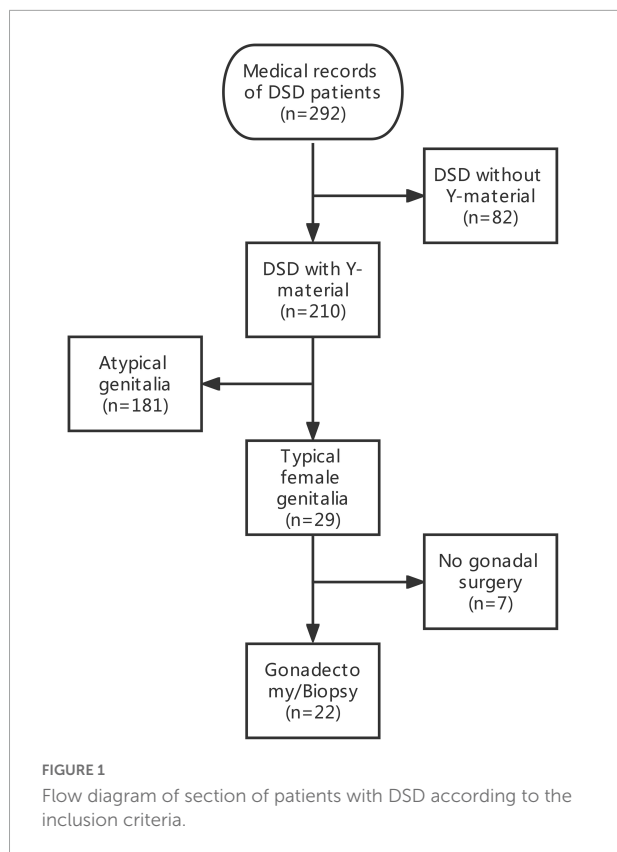 Medical records
of DSD patients
(n=292)
DSD without
Y-material
(n=82)
DSD with Y-
material
(n=210)
Atypical
genitalia
(n=181)
Typical
female
genitalia
(n=29)
No gonadal
surgery
(n=7)
Gonadecto
my/Biopsy
(n=22)
FIGURE 1
Flow diagram of section of patients with DSD according to the
inclusion criteria.